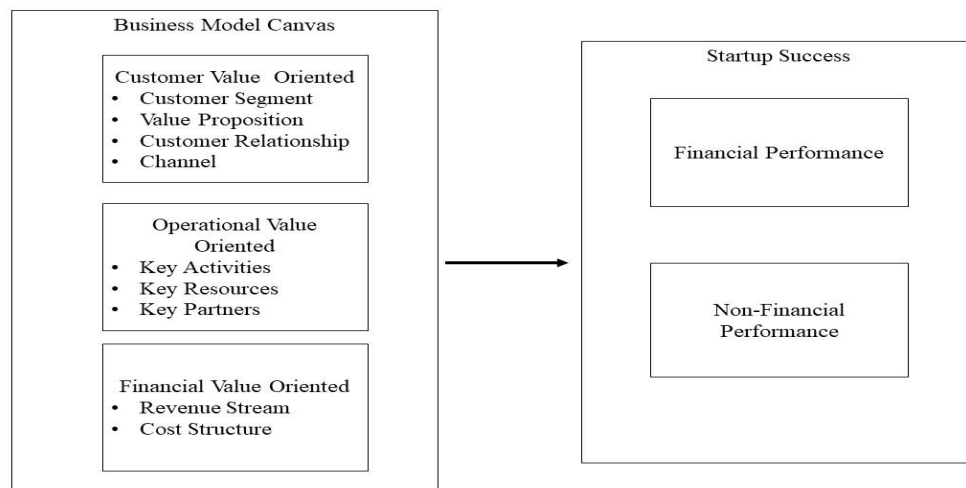 Business Model Canvas
Customer Value Oriented
• Customer Segment
• Value Proposition
• Customer Relationship
• Channel
Operational Value
Oriented
• Key Activities
• Key Resources
• Key Partners
Financial Value Oriented
• Revenue Stream
• Cost Structure
Startup Success
Financial Performance
Non-Financial
Performance